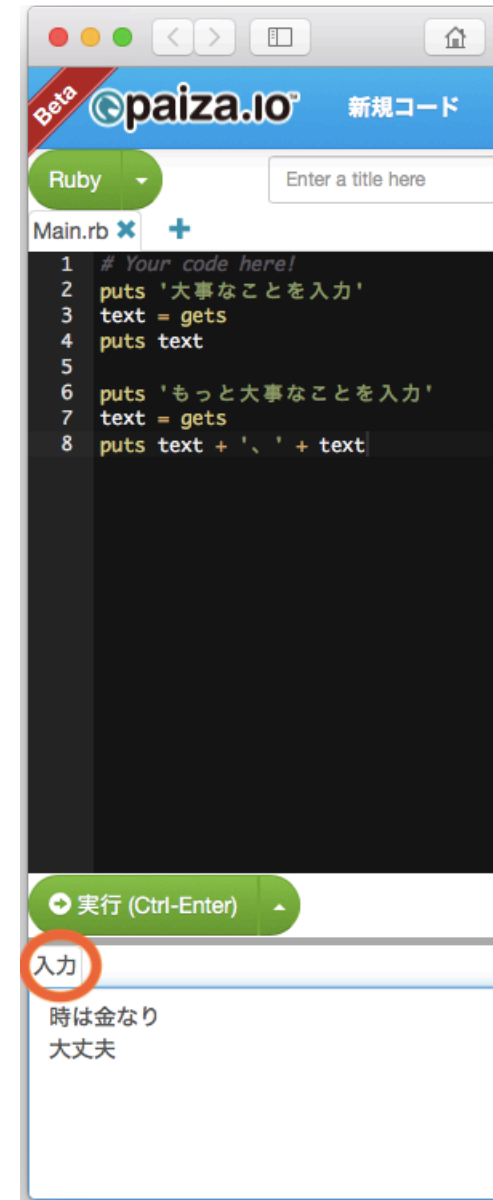 Beta
paiza.IO
新規コード
Ruby
Enter a title here
Main.rb
1 # Your code here!
2 puts '大事なことを入力'
3 text = gets
4 puts text
5
6 puts 'もっと大事なことを入力'
7 text = gets
8 puts text + '、' + text
実行 (Ctrl-Enter)
入力
時は金なり
大丈夫